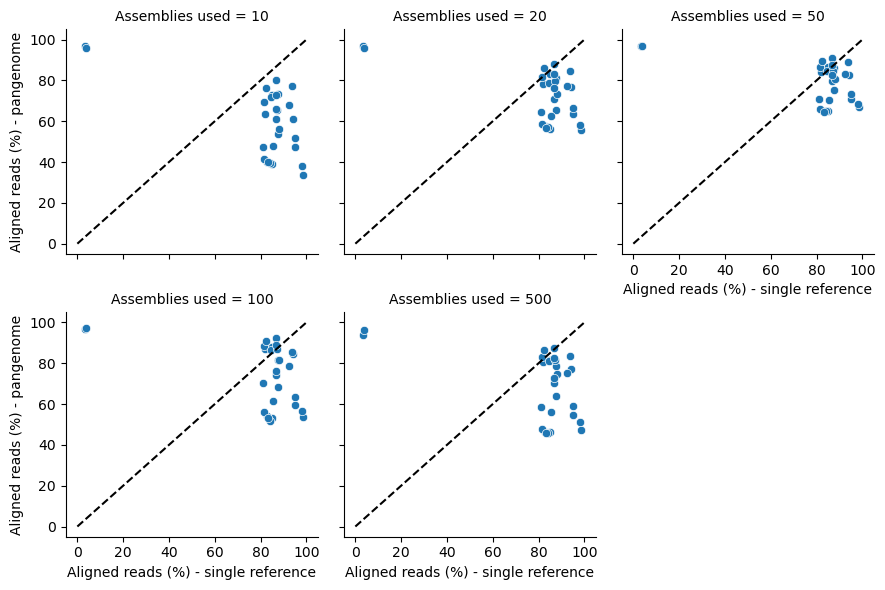 Assemblies used = 10
Assemblies used = 20
Assemblies used = 50
Aligned reads (%) - pangenome
100
80
60
40
20
0
0 20 40 60 80 100
Aligned reads (%) - single reference
Assemblies used = 100
Assemblies used = 500
Aligned reads (%) - pangenome
100
80
60
40
20
0
0 20 40 60 80 100
Aligned reads (%) - single reference
0 20 40 60 80 100
Aligned reads (%) - single reference